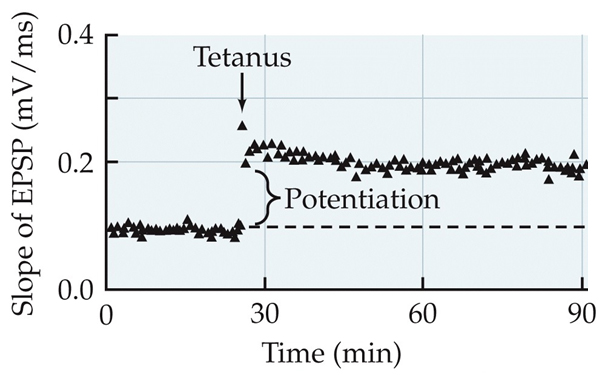 Slope of EPSP (mV/ms)
0.4
0.2
0.0
Tetanus
Potentiation
0
30
60
90
Time (min)